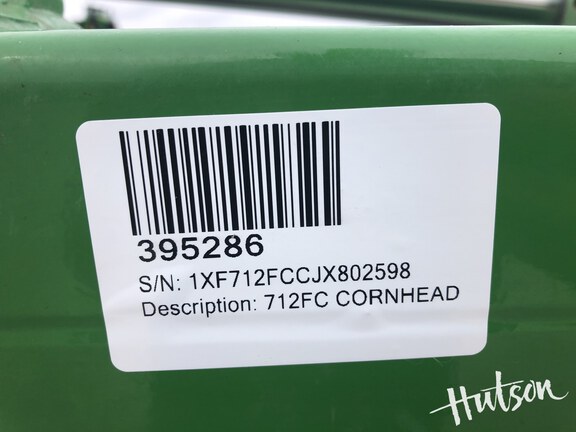 395286
S/N: 1XF712FCCJX802598
Description: 712FC CORNHEAD
Hutson